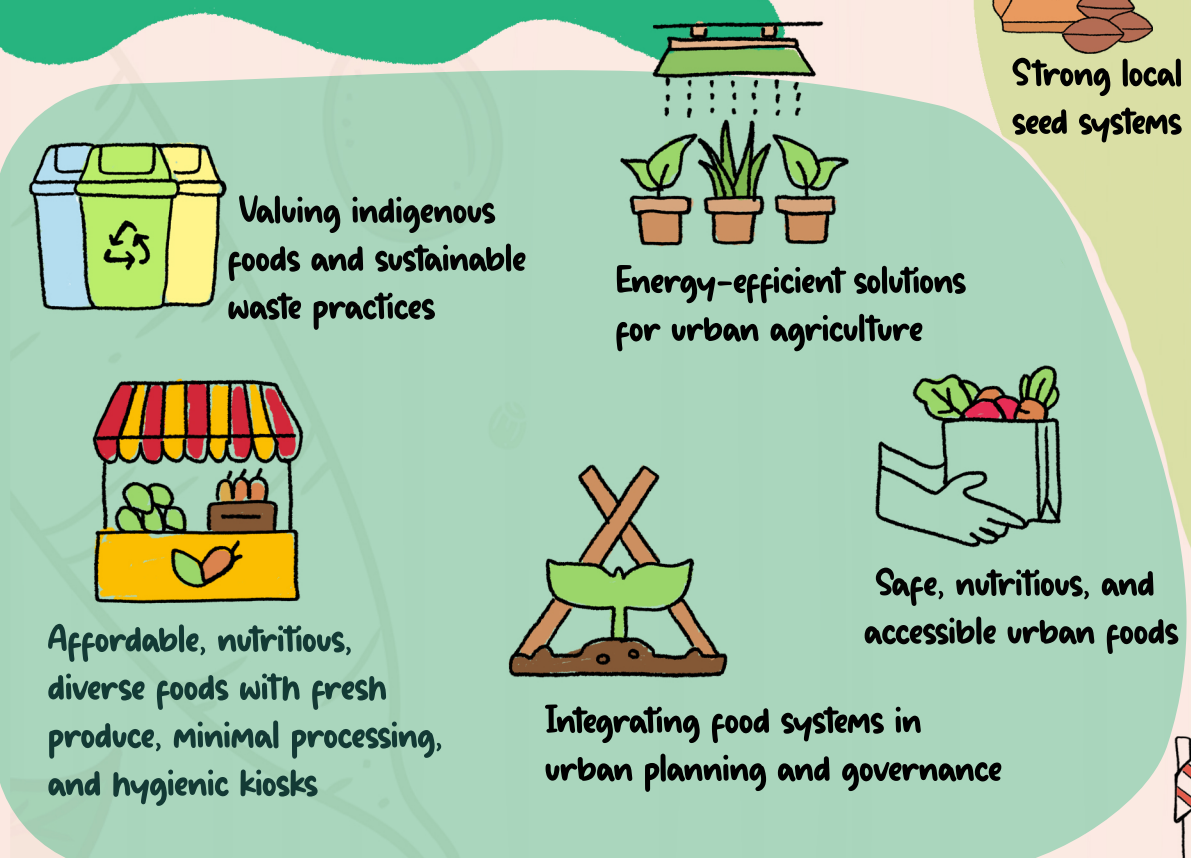 Strong local
seed systems
Valuing indigenous
foods and sustainable
waste practices
Energy-efficient solutions
for urban agriculture
Affordable, nutritious,
diverse foods with fresh
produce, minimal processing,
and hygienic kiosks
Safe, nutritious, and
accessible urban foods
Integrating food systems in
urban planning and governance